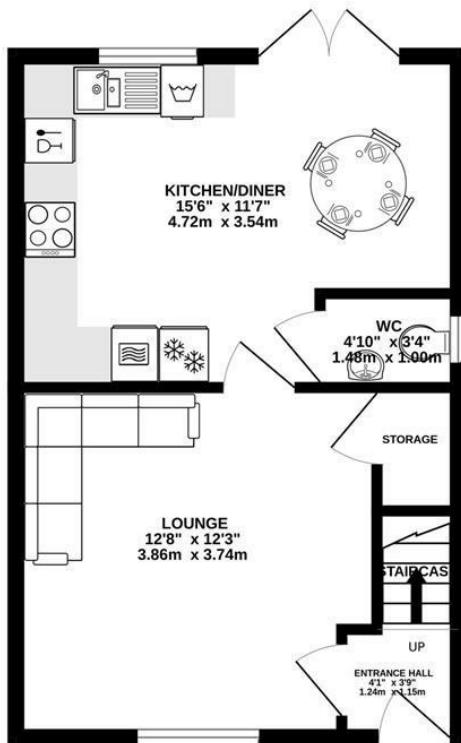 KITCHEN/DINER
15'6" x 11'7"
4.72m x 3.54m
WC
4'10" x 3'4"
1.48m x 1.00m
STORAGE
LOUNGE
12'8" x 12'3"
3.86m x 3.74m
STAIRCAS
UP
ENTRANCE HALL
4'1" x 3'9"
1.24m x 1.15m